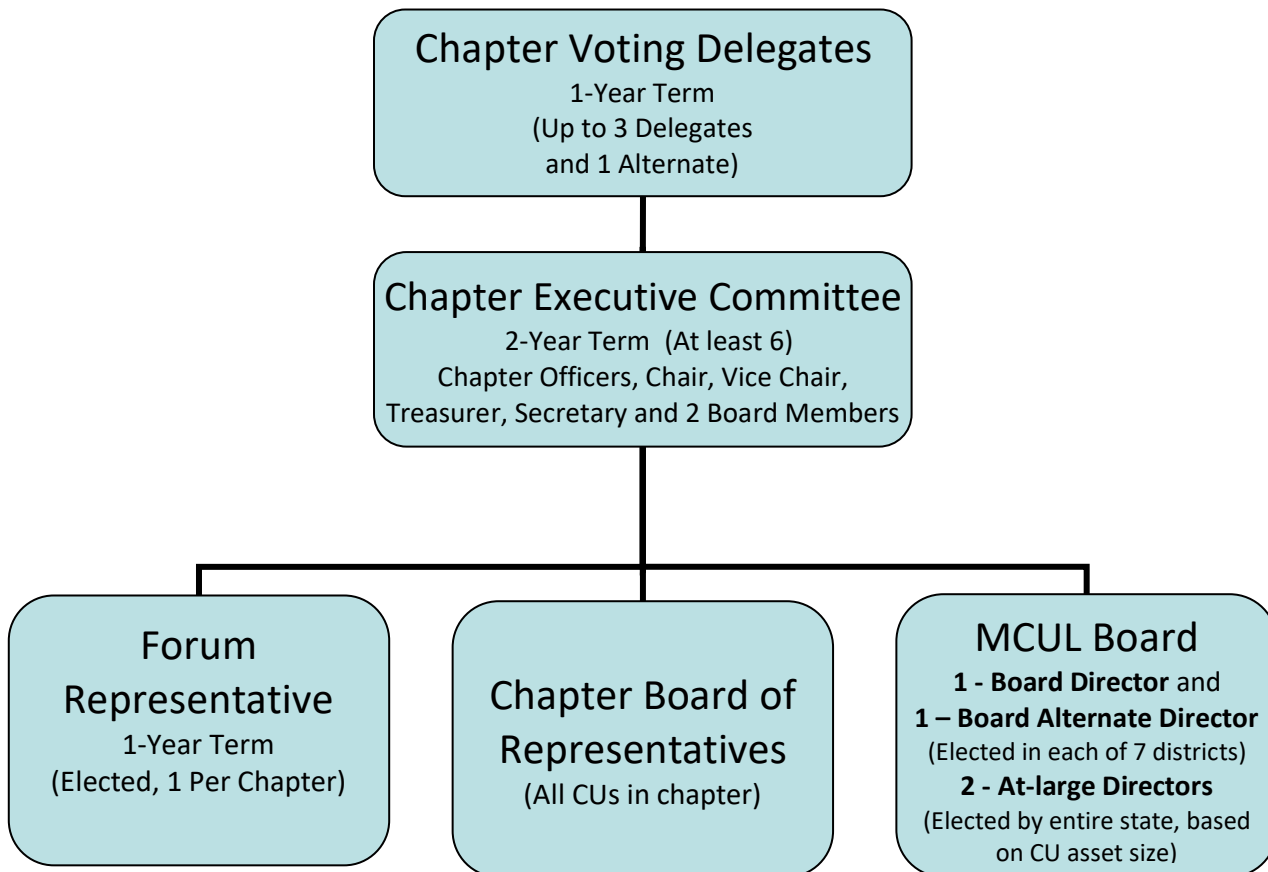 Chapter Voting Delegates
1-Year Term
(Up to 3 Delegates
and 1 Alternate)
Chapter Executive Committee
2-Year Term (At least 6)
Chapter Officers, Chair, Vice Chair,
Treasurer, Secretary and 2 Board Members
Forum
Representative
1-Year Term
(Elected, 1 Per Chapter)
Chapter Board of
Representatives
(All CUs in chapter)
MCUL Board
1 - Board Director and
1 – Board Alternate Director
(Elected in each of 7 districts)
2 - At-large Directors
(Elected by entire state, based
on CU asset size)